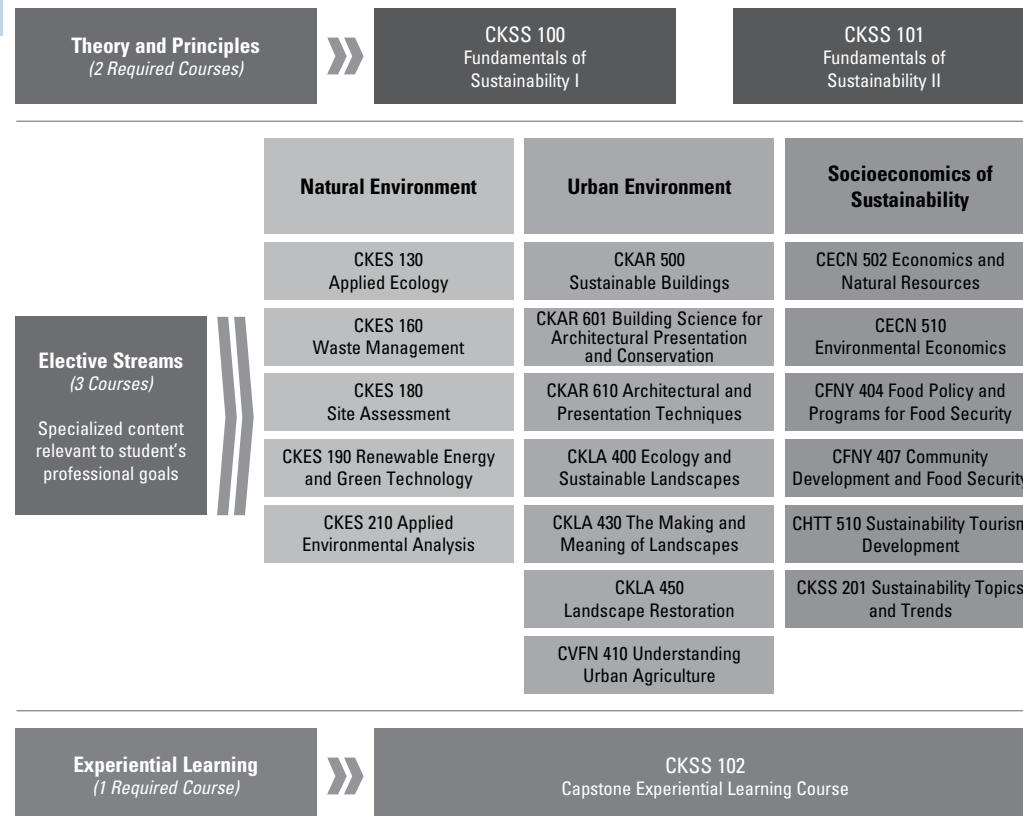 Theory and Principles
(2 Required Courses)
CKSS 100
Fundamentals of
Sustainability I
CKSS 101
Fundamentals of
Sustainability II
Natural Environment
Urban Environment
Socioeconomics of
Sustainability
Elective Streams
(3 Courses)
Specialized content
relevant to student's
professional goals
CKES 130
Applied Ecology
CKES 160
Waste Management
CKES 180
Site Assessment
CKES 190 Renewable Energy
and Green Technology
CKES 210 Applied
Environmental Analysis
CKAR 500
Sustainable Buildings
CKAR 601 Building Science for
Architectural Presentation
and Conservation
CKAR 610 Architectural and
Presentation Techniques
CKLA 400 Ecology and
Sustainable Landscapes
CKLA 430 The Making and
Meaning of Landscapes
CKLA 450
Landscape Restoration
CVFN 410 Understanding
Urban Agriculture
CECN 502 Economics and
Natural Resources
CECN 510
Environmental Economics
CFNY 404 Food Policy and
Programs for Food Security
CFNY 407 Community
Development and Food Security
CHTT 510 Sustainability Tourism
Development
CKSS 201 Sustainability Topics
and Trends
Experiential Learning
(1 Required Course)
CKSS 102
Capstone Experiential Learning Course